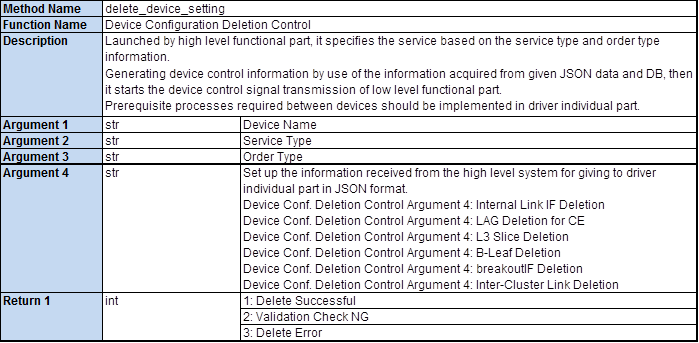 Method Name delete_device_setting
Function Name Device Configuration Deletion Control
Description Launched by high level functional part, it specifies the service based on the service type and order type
information.
Generating device control information by use of the information acquired from given JSON data and DB, then
it starts the device control signal transmission of low level functional part.
Prerequisite processes required between devices should be implemented in driver individual part.
Argument 1 str Device Name
Argument 2 str Service Type
Argument 3 str Order Type
Argument 4 str Set up the information received from the high level system for giving to driver
individual part in JSON format.
Device Conf. Deletion Control Argument 4: Internal Link IF Deletion
Device Conf. Deletion Control Argument 4: LAG Deletion for CE
Device Conf. Deletion Control Argument 4: L3 Slice Deletion
Device Conf. Deletion Control Argument 4: B-Leaf Deletion
Device Conf. Deletion Control Argument 4: breakoutIF Deletion
Device Conf. Deletion Control Argument 4: Inter-Cluster Link Deletion
Return 1 int 1: Delete Successful
2: Validation Check NG
3: Delete Error